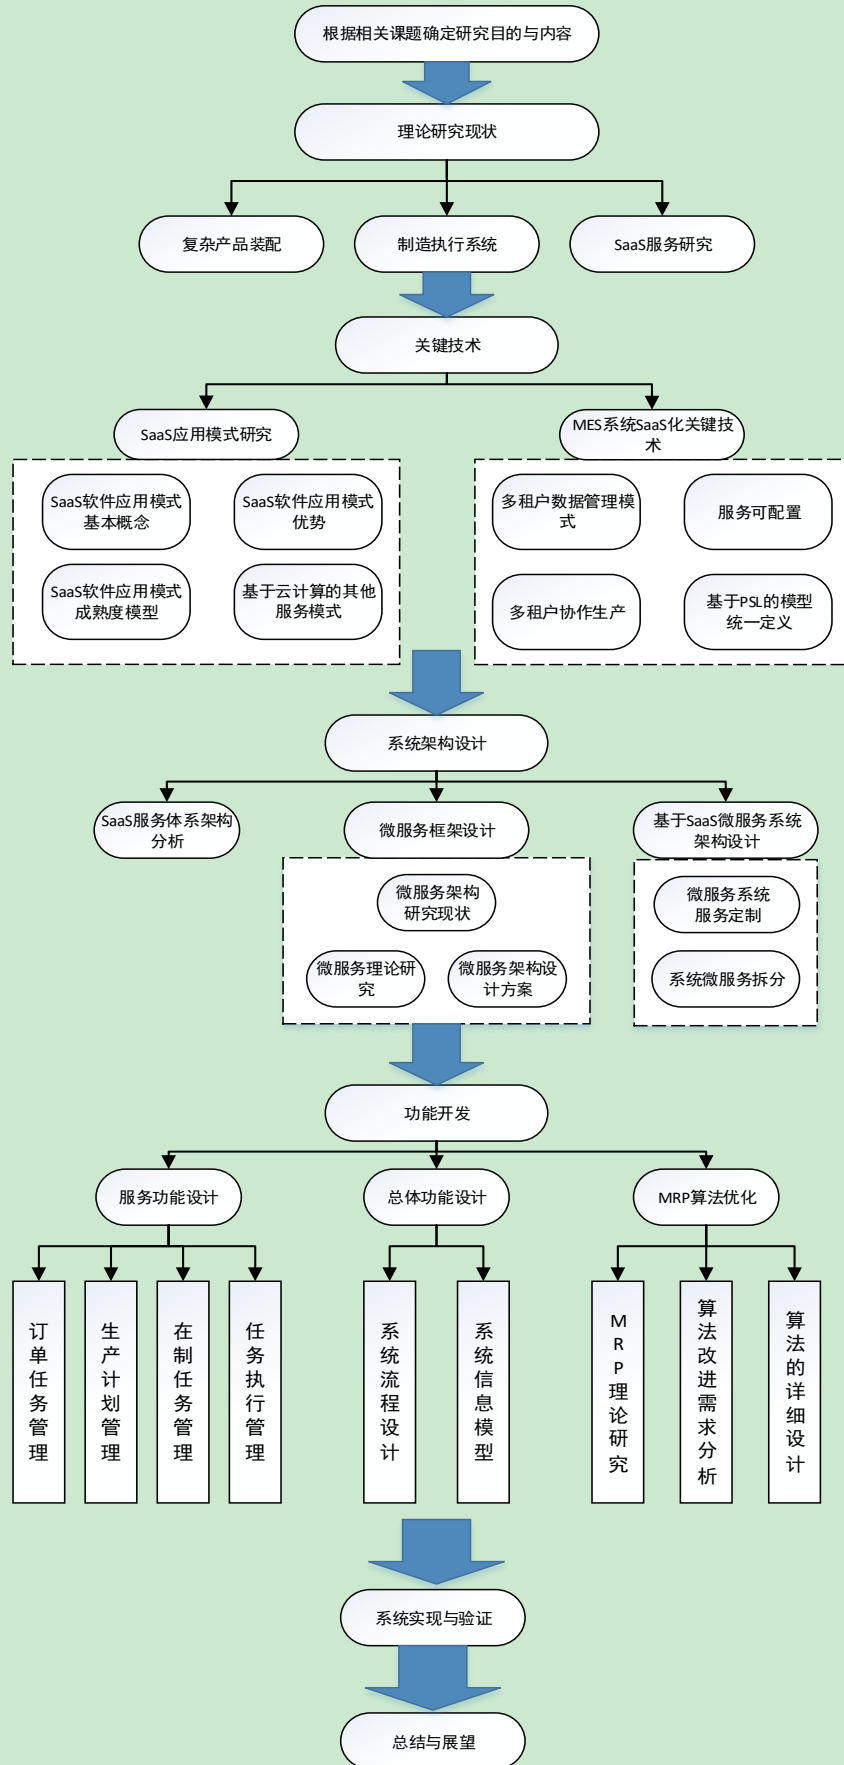 根据相关课题确定研究目的与内容
理论研究现状
复杂产品装配
制造执行系统
SaaS服务研究
关键技术
SaaS应用模式研究
MES系统SaaS化关键技
术
SaaS软件应用模式
基本概念
SaaS软件应用模式
优势
SaaS软件应用模式
成熟度模型
基于云计算的其他
服务模式
多租户数据管理模
式
服务可配置
多租户协作生产
基于PSL的模型
统一定义
系统架构设计
SaaS服务体系架构
分析
微服务框架设计
基于SaaS微服务系统
架构设计
微服务架构
研究现状
微服务理论研
究
微服务架构设
计方案
微服务系统
服务定制
系统微服务拆分
功能开发
服务功能设计
总体功能设计
MRP算法优化
订单任务管理
生产计划管理
在制任务管理
任务执行管理
系统流程设计
系统信息模型
MRP理论研究
算法改进需求分析
算法的详细设计
系统实现与验证
总结与展望